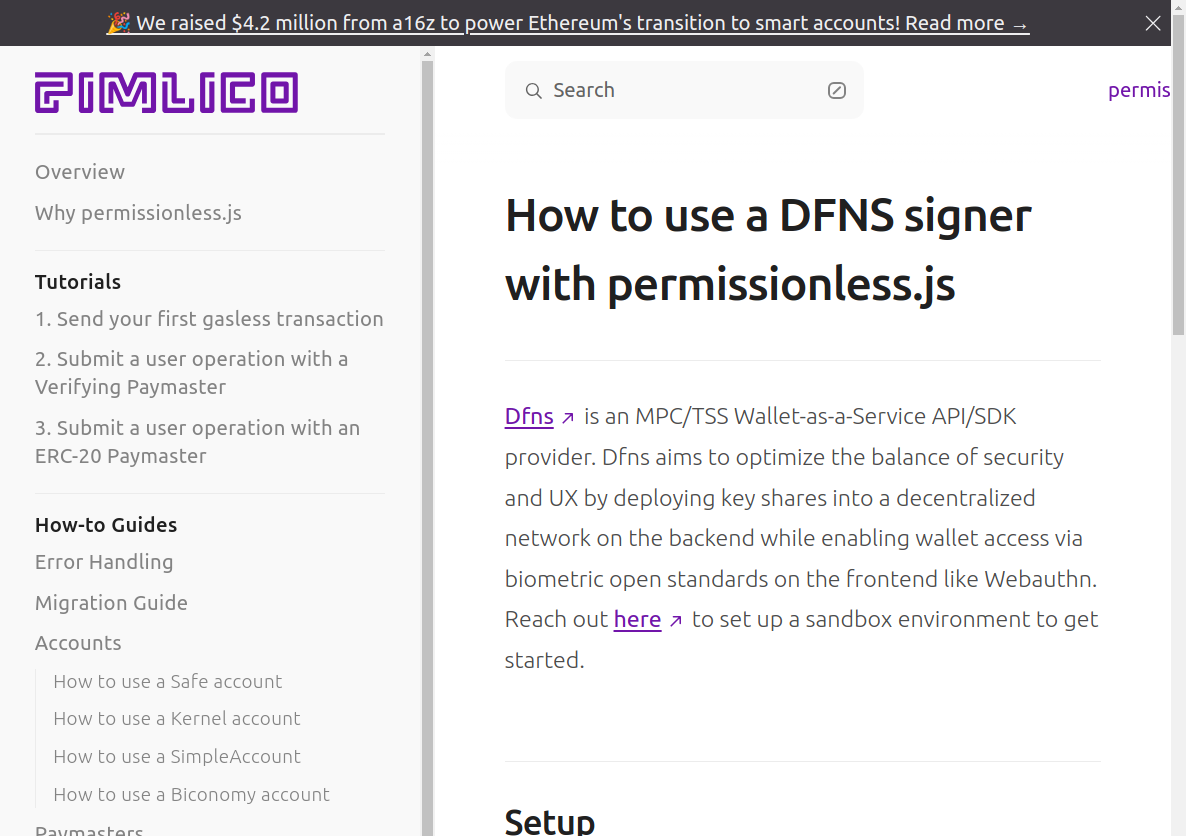 🎉 We raised $4.2 million from a16z to power Ethereum's transition to smart accounts! Read more →
PIMLICO
Overview
Why permissionless.js
Tutorials
1. Send your first gasless transaction
2. Submit a user operation with a
Verifying Paymaster
3. Submit a user operation with an
ERC-20 Paymaster
How-to Guides
Error Handling
Migration Guide
Accounts
How to use a Safe account
How to use a Kernel account
How to use a SimpleAccount
How to use a Biconomy account
Paymasters
Search
permis
How to use a DFNS signer
with permissionless.js
Dfns ↗ is an MPC/TSS Wallet-as-a-Service API/SDK
provider. Dfns aims to optimize the balance of security
and UX by deploying key shares into a decentralized
network on the backend while enabling wallet access via
biometric open standards on the frontend like Webauthn.
Reach out here ↗ to set up a sandbox environment to get
started.
Setup